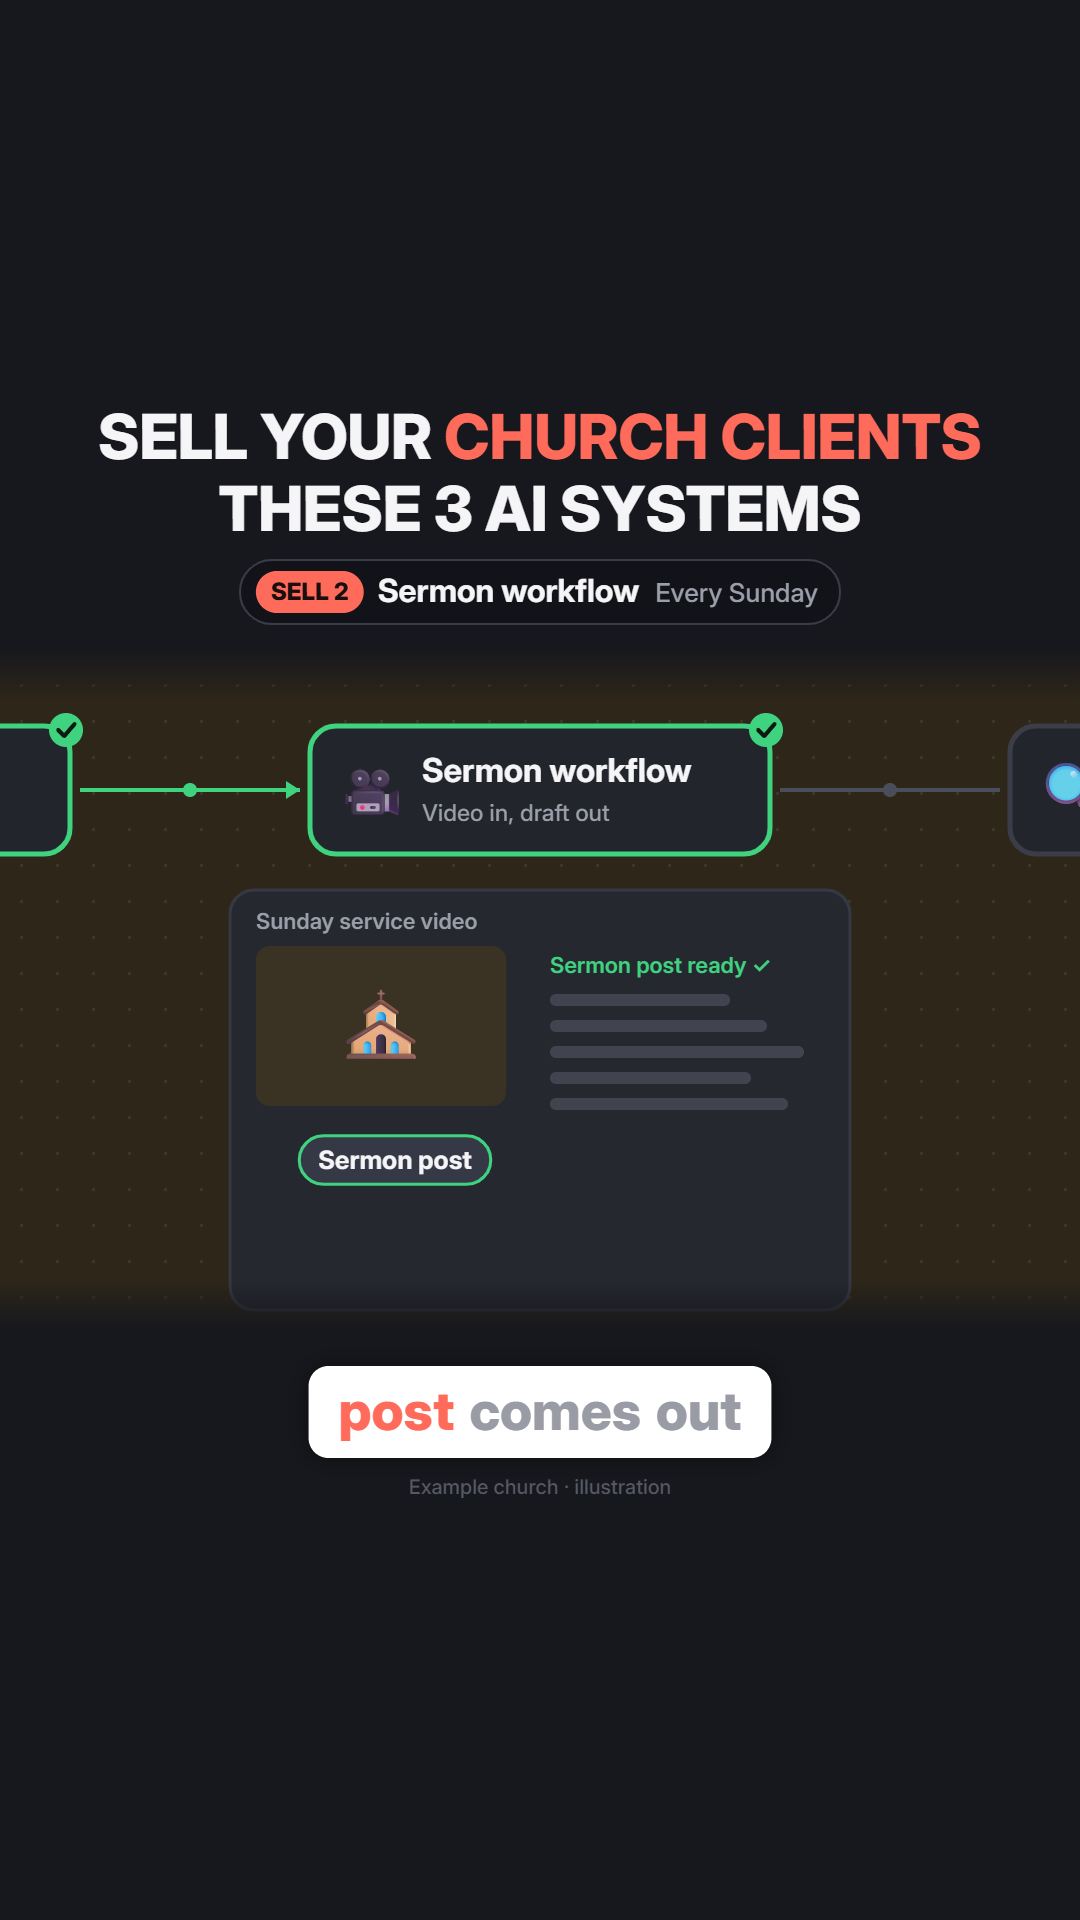 SELL YOUR CHURCH CLIENTS
THESE 3 AI SYSTEMS
SELL 2 Sermon workflow Every Sunday
Sermon workflow
Video in, draft out
Sunday service video
Sermon post ready ✓
Sermon post
post comes out
Example church · illustration